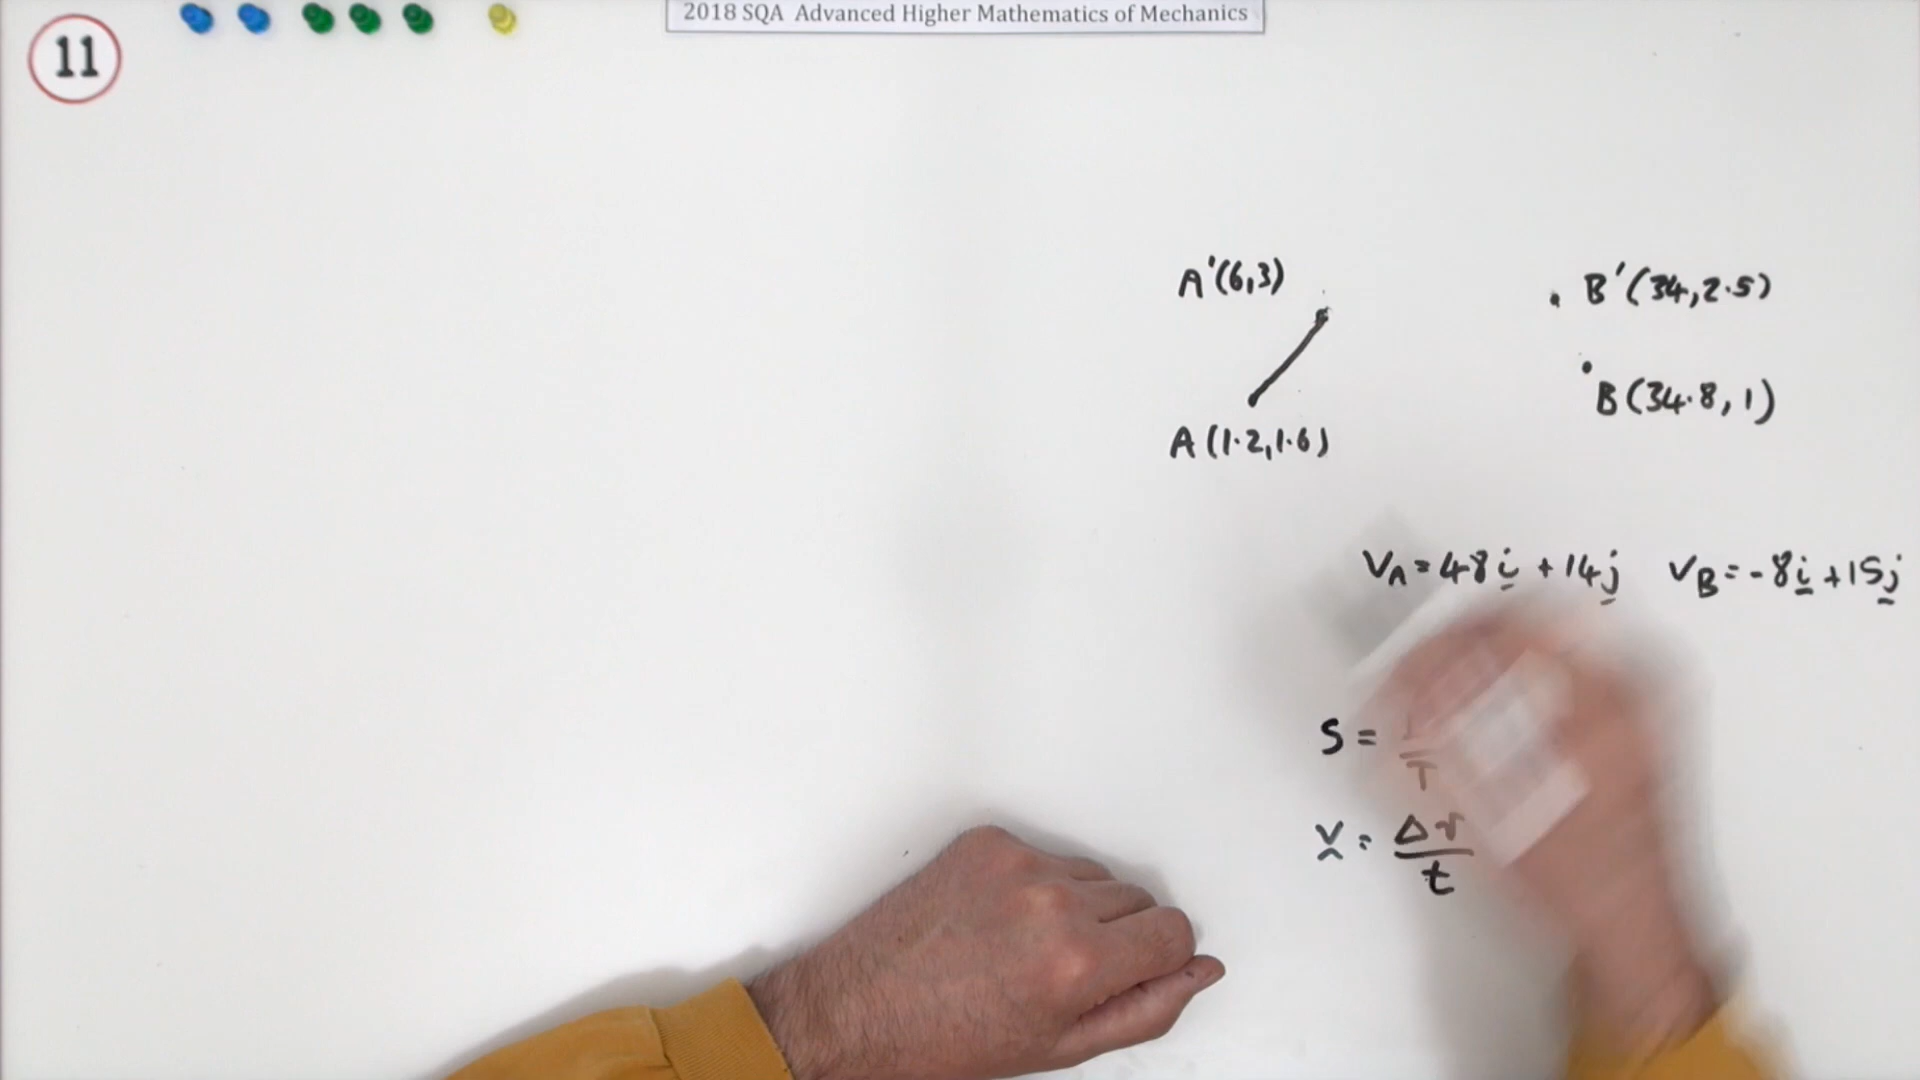 2018 SQA Advanced Higher Mathematics of Mechanics
11
A'(6,3)
B'(34,2.5)
B(34.8,1)
A(1.2,1.6)
VA=48i+14j VB=-8i+15j
S=
T
v=Δr
t